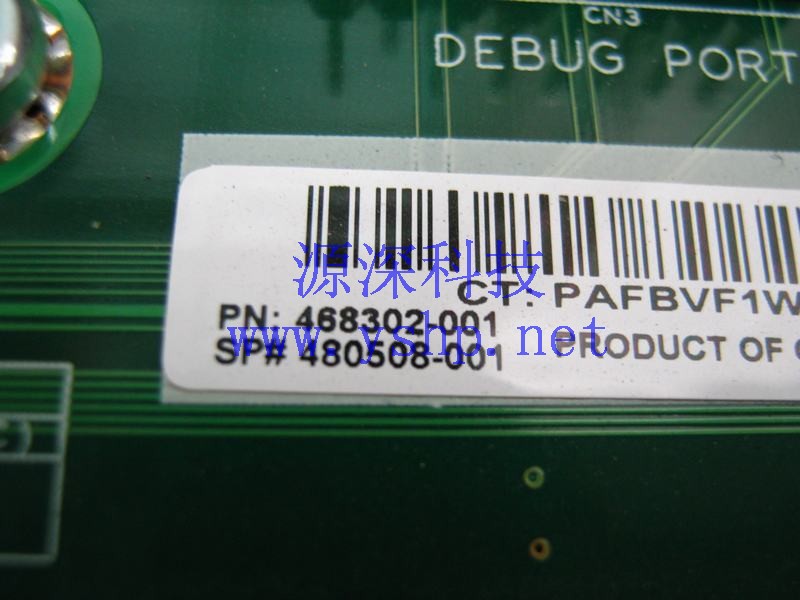 CN3
DEBUG PORT
源深科技
CT: PAFBVF1W
PN: 468302-001
www.yshp.net
SP# 480508-001
PRODUCT OF